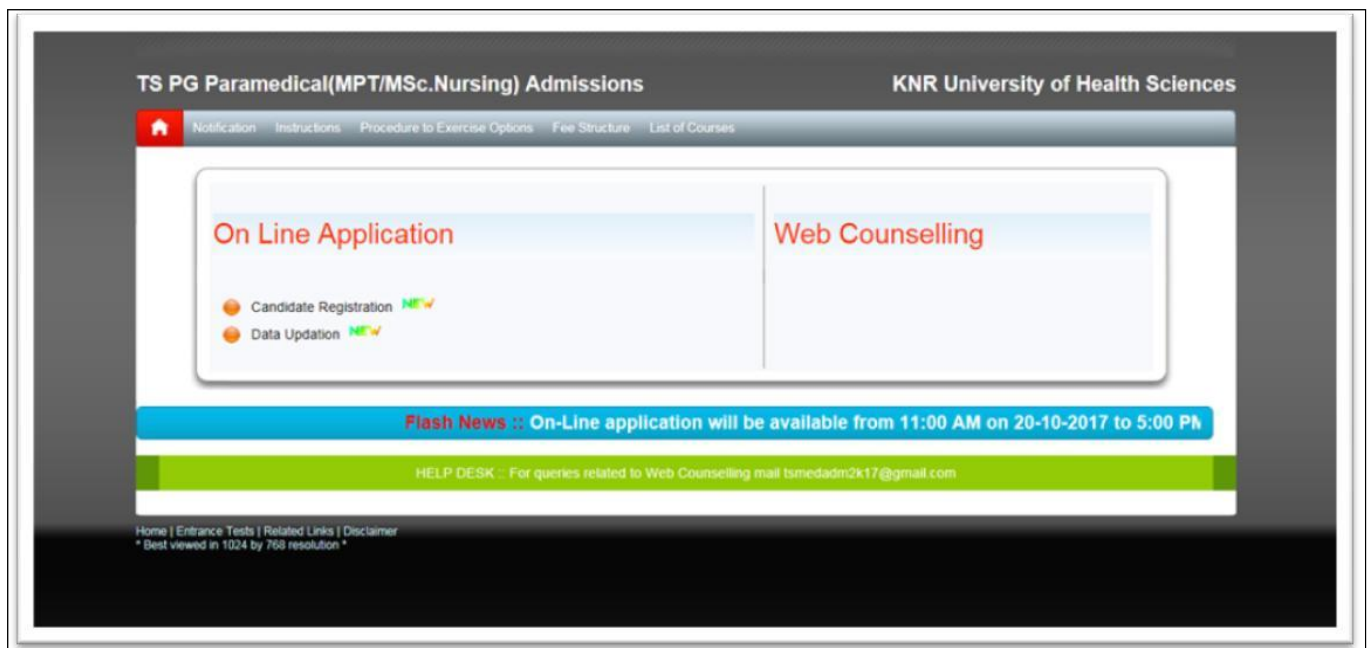 TS PG Paramedical(MPT/MSc.Nursing) Admissions
KNR University of Health Sciences
Notification Instructions Procedure to Exercise Options Fee Structure List of Courses
On Line Application
Web Counselling
Candidate Registration NEW
Data Updation NEW
Flash News :: On-Line application will be available from 11:00 AM on 20-10-2017 to 5:00 PM
HELP DESK :: For queries related to Web Counselling mail tsmedadm2k17@gmail.com
Home | Entrance Tests | Related Links | Disclaimer
* Best viewed in 1024 by 768 resolution *